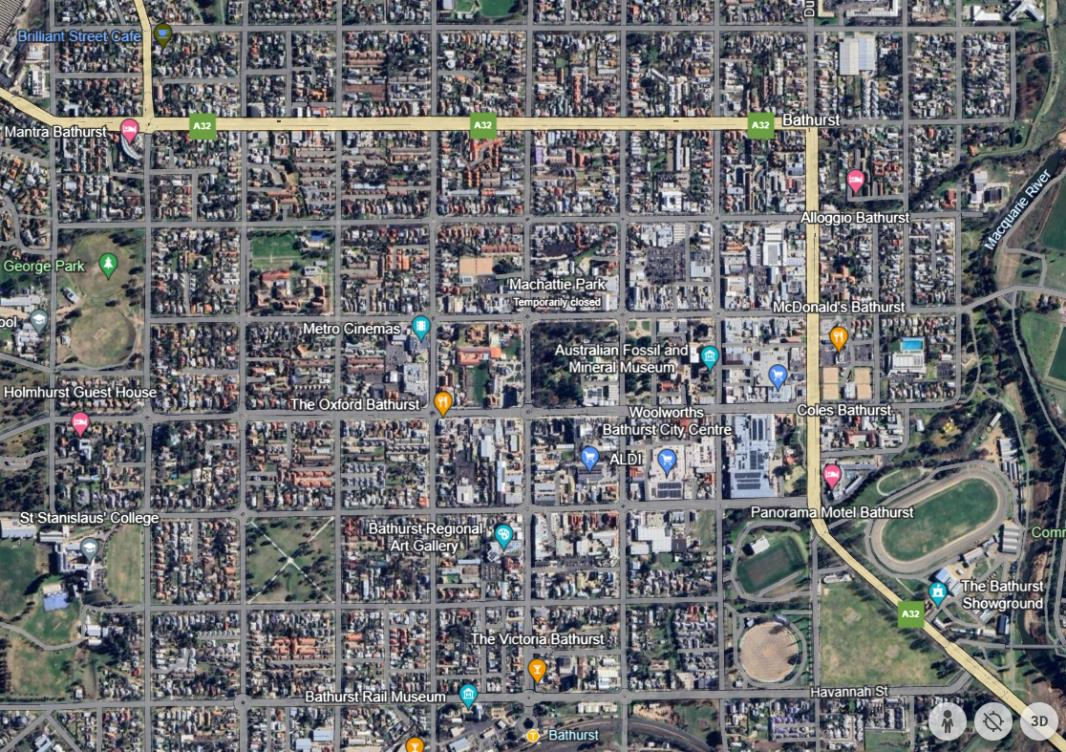 Du
Brilliant Street Cafe
Mantra Bathurst
A32
A32
A32
Bathurst
Macquarie River
Alloggio Bathurst
George Park
Machattie Park
Temporarily closed
McDonald's Bathurst
ool
Metro Cinemas
Australian Fossil and
Mineral Museum
Holmhurst Guest House
The Oxford Bathurst
Woolworths
Bathurst City Centre
Coles Bathurst
ALDI
St Stanislaus' College
Panorama Motel Bathurst
Bathurst Regional
Art Gallery
Comr
The Bathurst
Showground
A32
The Victoria Bathurst
Bathurst Rail Museum
Havannah St
Bathurst
3D